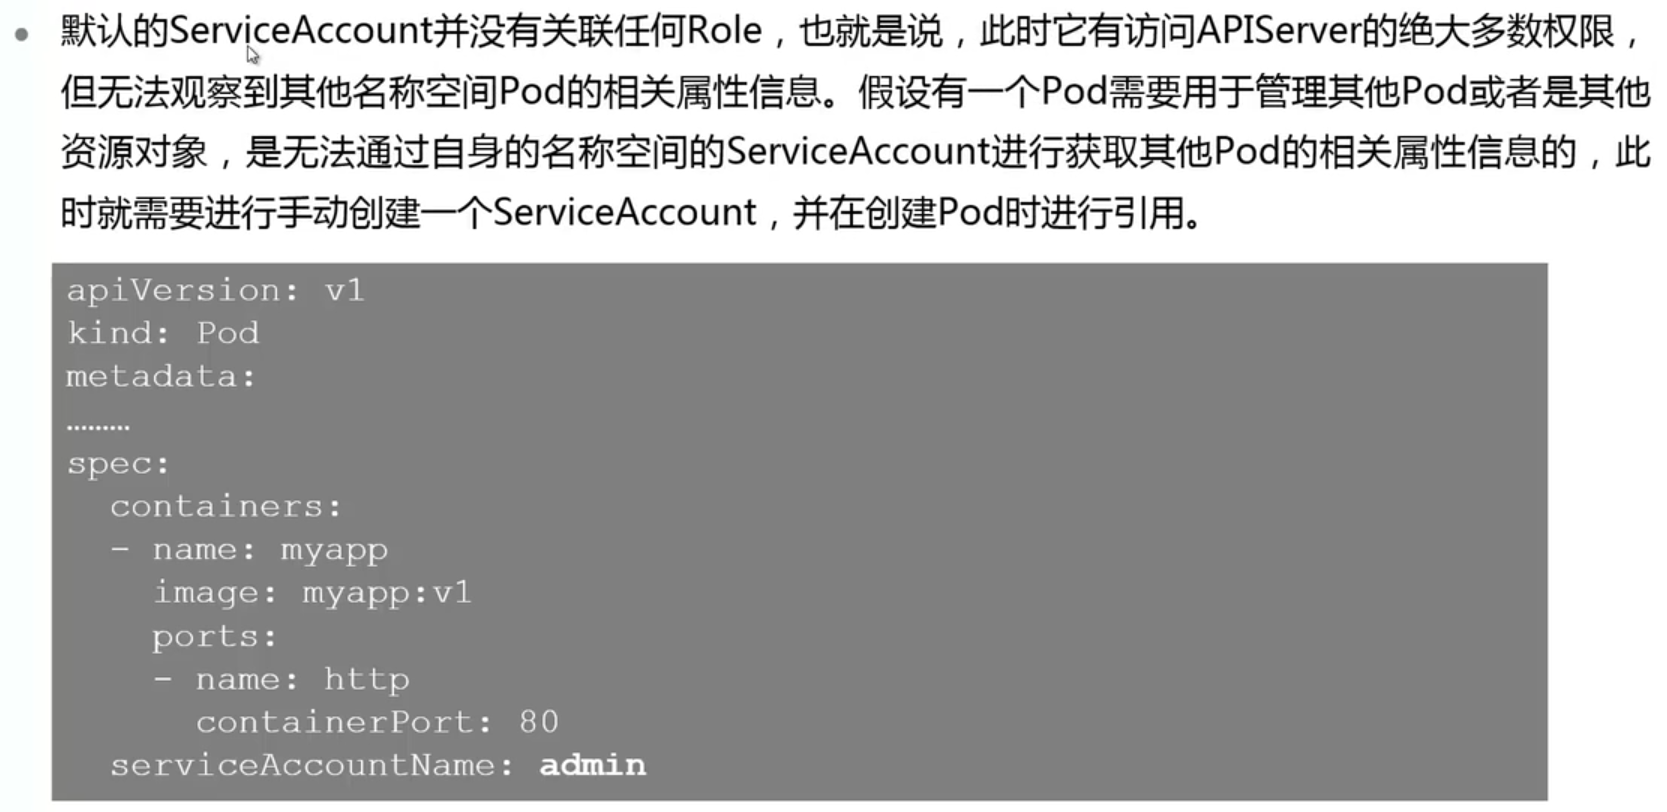 默认的ServiceAccount并没有关联任何Role，也就是说，此时它有访问APIServer的绝大多数权限，
但无法观察到其他名称空间Pod的相关属性信息。假设有一个Pod需要用于管理其他Pod或者是其他
资源对象，是无法通过自身的名称空间的ServiceAccount进行获取其他Pod的相关属性信息的，此
时就需要进行手动创建一个ServiceAccount，并在创建Pod时进行引用。
apiVersion: v1
kind: Pod
metadata:
………
spec:
  containers:
  - name: myapp
    image: myapp:v1
    ports:
    - name: http
      containerPort: 80
  serviceAccountName: admin